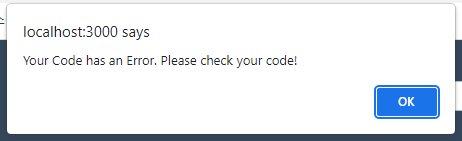 localhost:3000 says
Your Code has an Error. Please check your code!
OK